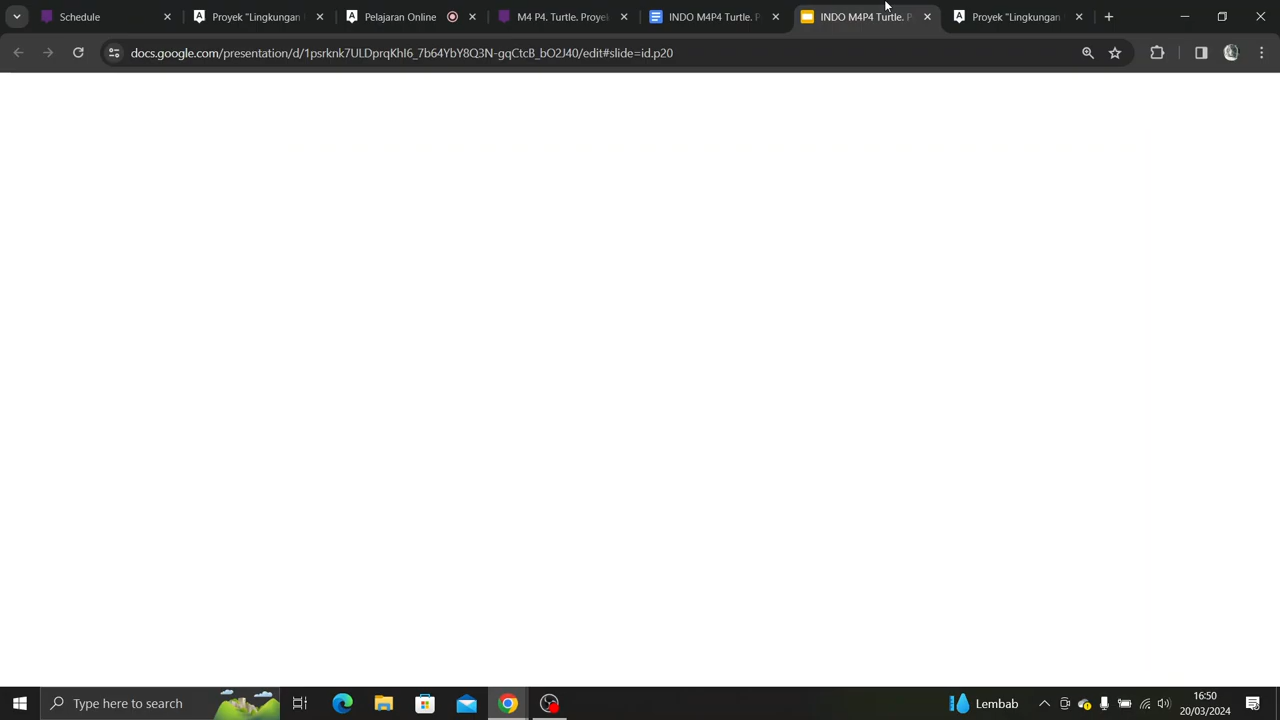 Schedule
Proyek "Lingkungan
Pelajaran Online
M4 P4. Turtle. Proye
INDO M4P4 Turtle. P
INDO M4P4 Turtle. P
Proyek "Lingkungan
docs.google.com/presentation/d/1psrknk7ULDprqKhI6_7b64YbY8Q3N-gqCtcB_bO2J40/edit#slide=id.p20
Type here to search
Lembab
16:50
20/03/2024